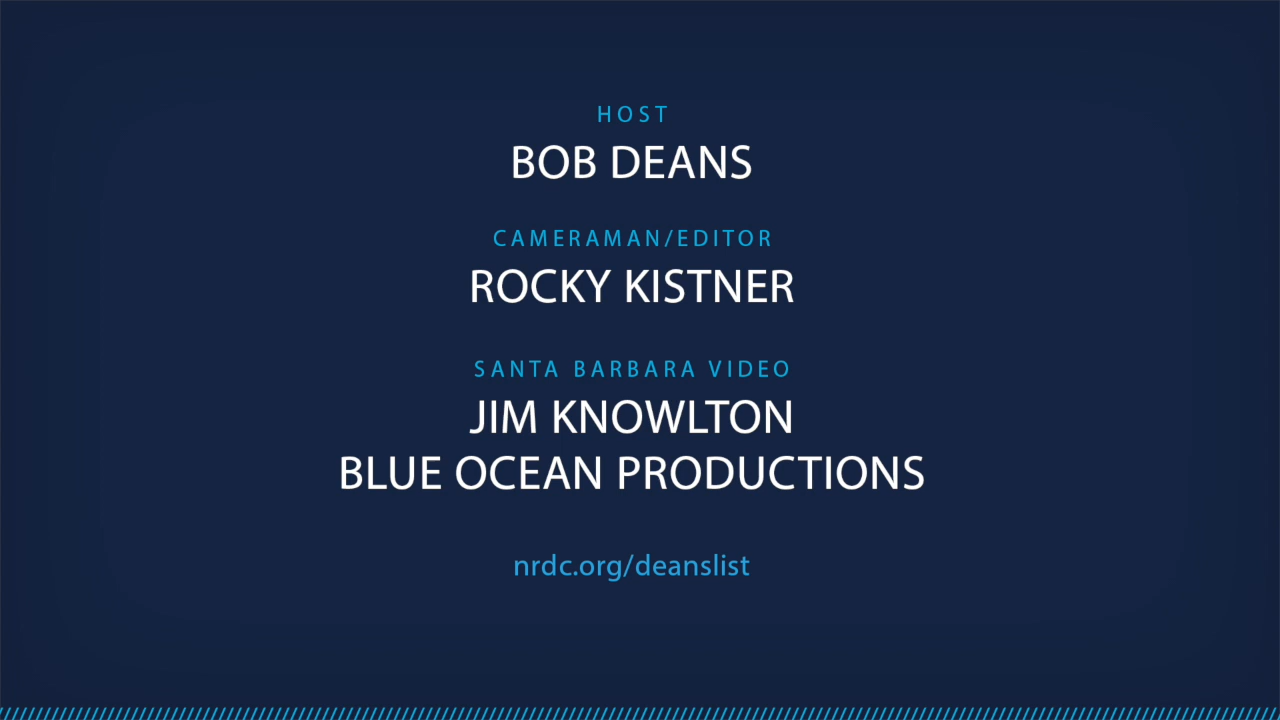 HOST
BOB DEANS
CAMERAMAN/EDITOR
ROCKY KISTNER
SANTA BARBARA VIDEO
JIM KNOWLTON
BLUE OCEAN PRODUCTIONS
nrdc.org/deanslist